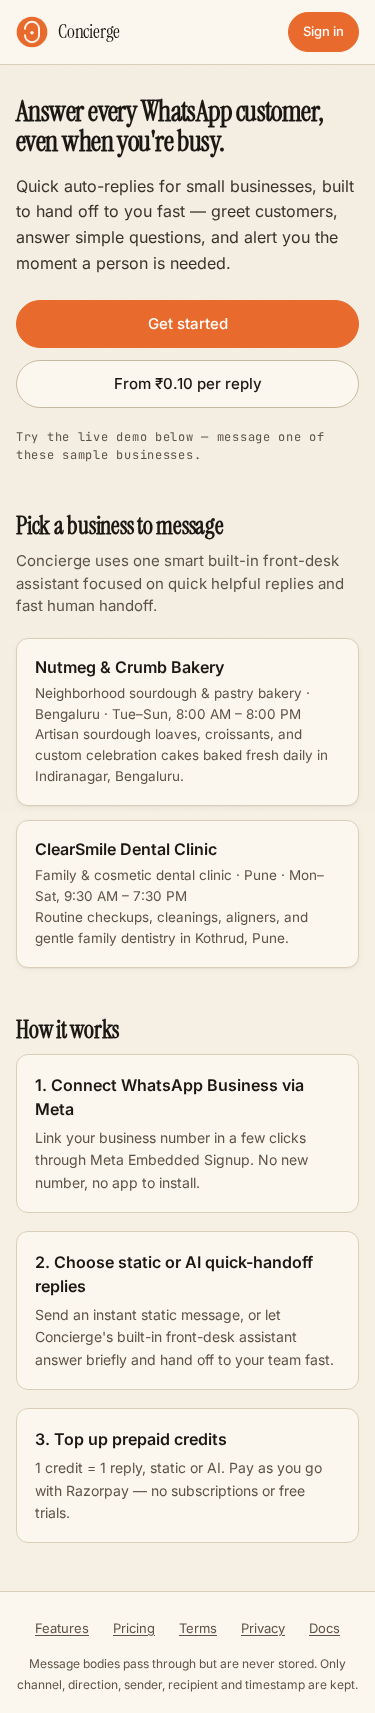 Concierge
Sign in
Answer every WhatsApp customer,
even when you're busy.
Quick auto-replies for small businesses, built
to hand off to you fast — greet customers,
answer simple questions, and alert you the
moment a person is needed.
Get started
From ₹0.10 per reply
Try the live demo below — message one of
these sample businesses.
Pick a business to message
Concierge uses one smart built-in front-desk
assistant focused on quick helpful replies and
fast human handoff.
Nutmeg & Crumb Bakery
Neighborhood sourdough & pastry bakery ·
Bengaluru · Tue–Sun, 8:00 AM – 8:00 PM
Artisan sourdough loaves, croissants, and
custom celebration cakes baked fresh daily in
Indiranagar, Bengaluru.
ClearSmile Dental Clinic
Family & cosmetic dental clinic · Pune · Mon–
Sat, 9:30 AM – 7:30 PM
Routine checkups, cleanings, aligners, and
gentle family dentistry in Kothrud, Pune.
How it works
1. Connect WhatsApp Business via
Meta
Link your business number in a few clicks
through Meta Embedded Signup. No new
number, no app to install.
2. Choose static or AI quick-handoff
replies
Send an instant static message, or let
Concierge's built-in front-desk assistant
answer briefly and hand off to your team fast.
3. Top up prepaid credits
1 credit = 1 reply, static or AI. Pay as you go
with Razorpay — no subscriptions or free
trials.
Features Pricing Terms Privacy Docs
Message bodies pass through but are never stored. Only
channel, direction, sender, recipient and timestamp are kept.